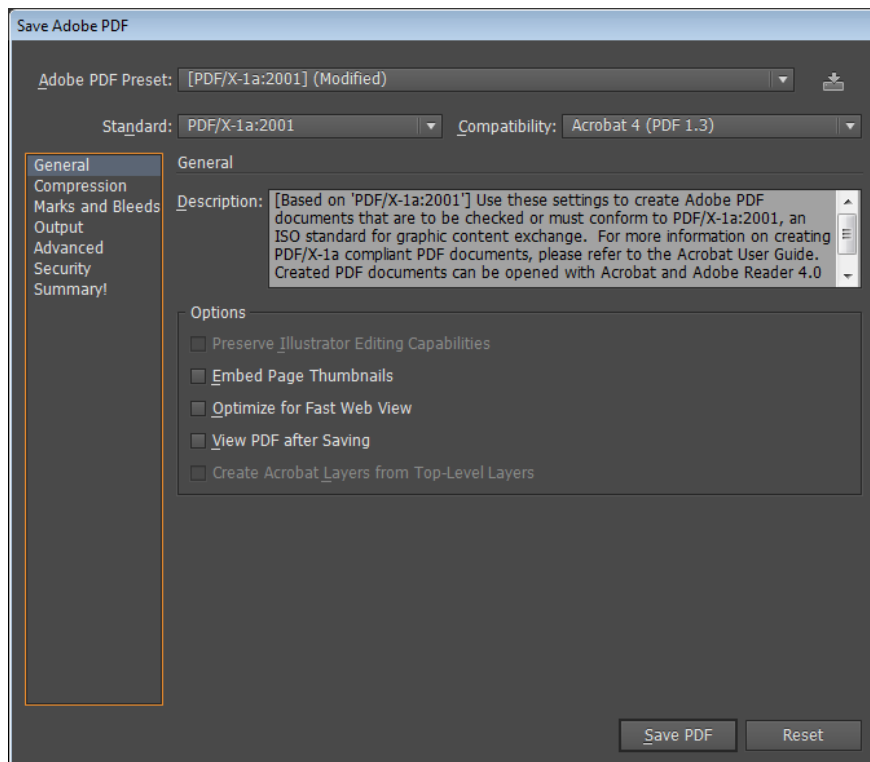 Save Adobe PDF
Adobe PDF Preset: [PDF/X-1a:2001] (Modified)
Standard: PDF/X-1a:2001 Compatibility: Acrobat 4 (PDF 1.3)
General
Compression
Marks and Bleeds
Output
Advanced
Security
Summary!
General
Description: [Based on 'PDF/X-1a:2001'] Use these settings to create Adobe PDF
documents that are to be checked or must conform to PDF/X-1a:2001, an
ISO standard for graphic content exchange.  For more information on creating
PDF/X-1a compliant PDF documents, please refer to the Acrobat User Guide.
Created PDF documents can be opened with Acrobat and Adobe Reader 4.0
Options
Preserve Illustrator Editing Capabilities
Embed Page Thumbnails
Optimize for Fast Web View
View PDF after Saving
Create Acrobat Layers from Top-Level Layers
Save PDF Reset